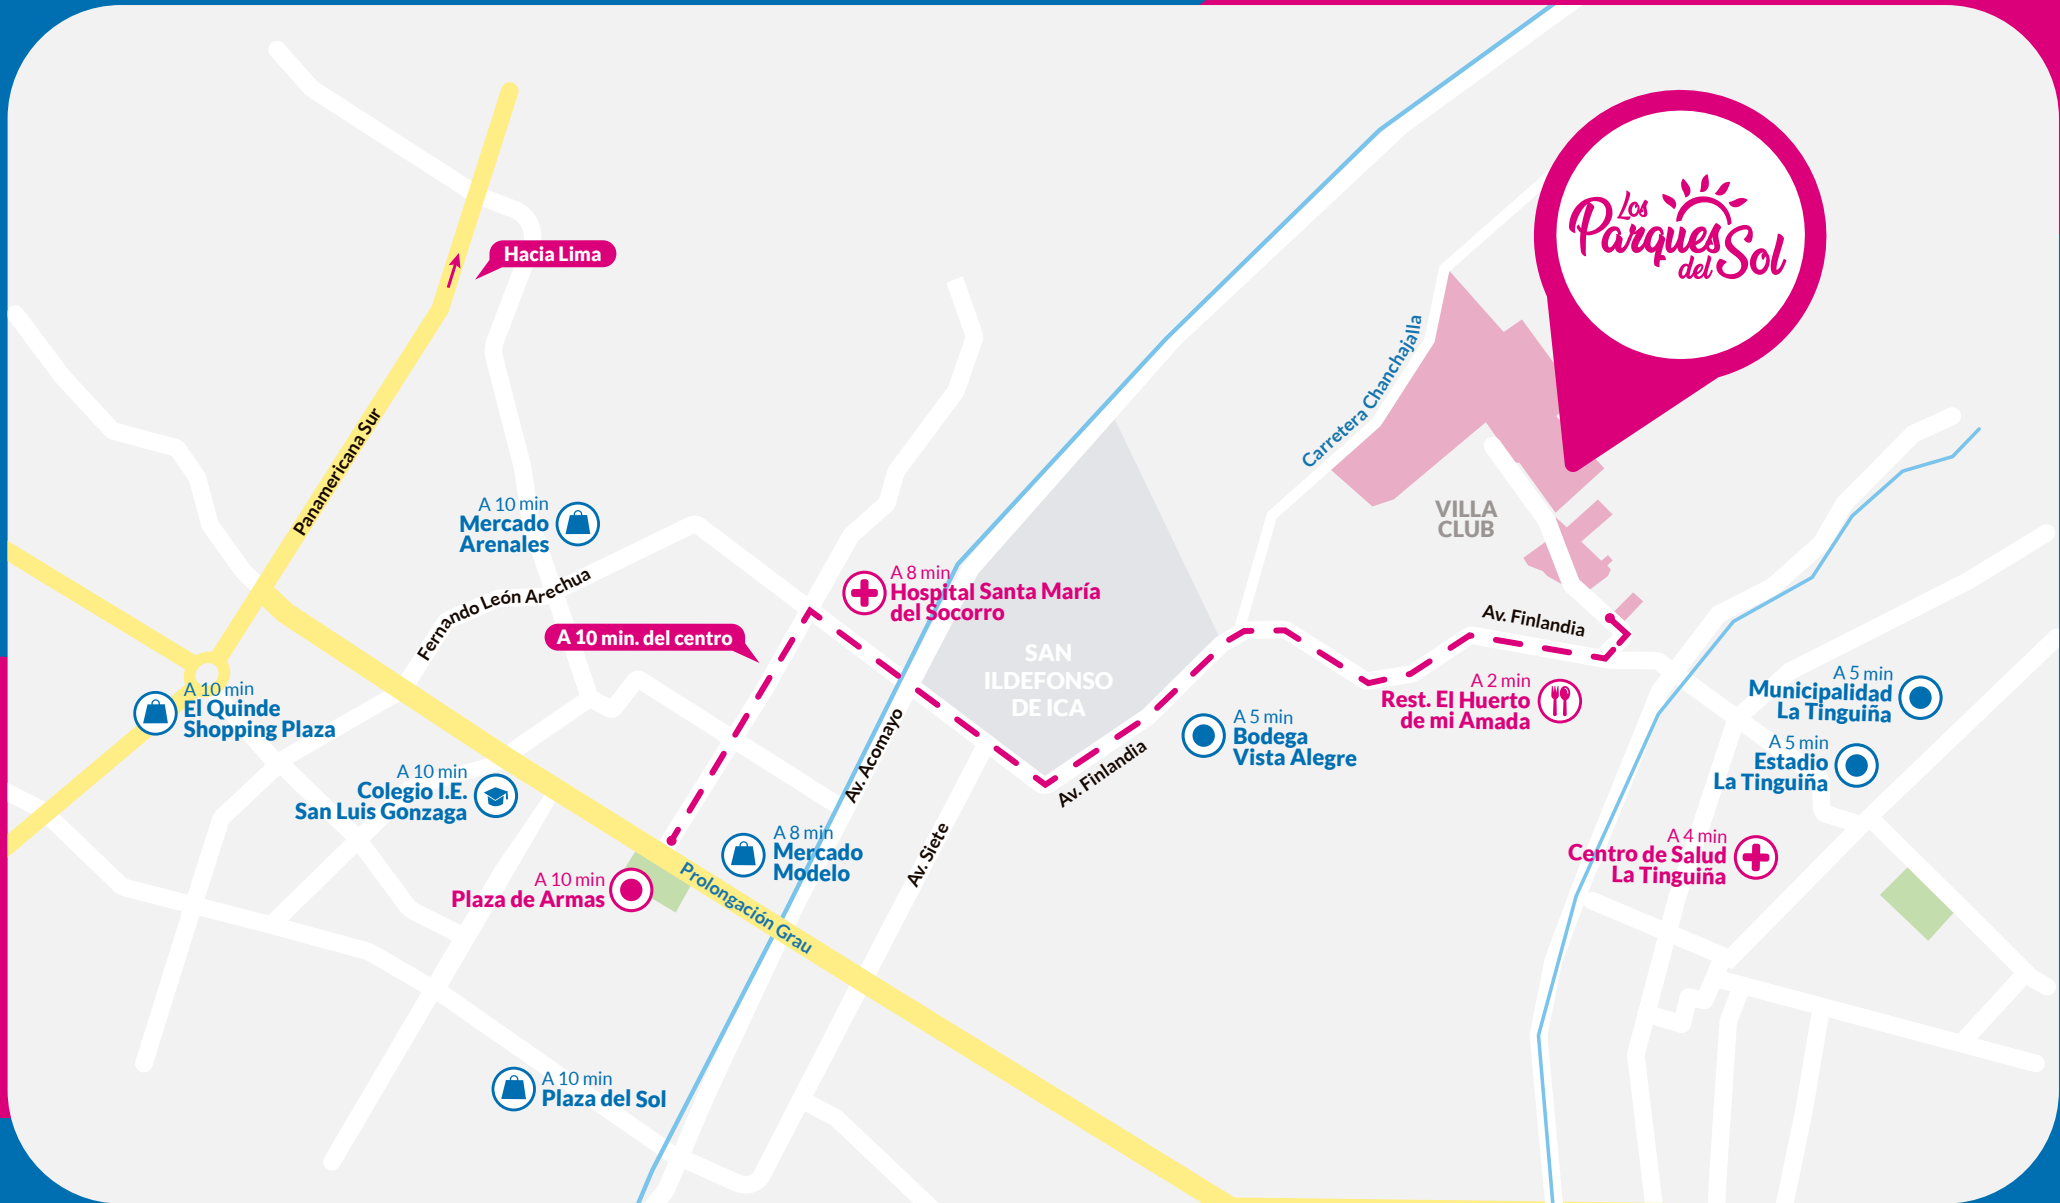 Los
Parques
del Sol
Hacia Lima
Carretera Chanchajalla
Panamericana Sur
A 10 min
Mercado
Arenales
VILLA
CLUB
Fernando León Arechua
A 8 min
Hospital Santa María
del Socorro
A 10 min. del centro
Av. Finlandia
SAN
ILDEFONSO
DE ICA
A 10 min
El Quinde
Shopping Plaza
A 2 min
Rest. El Huerto
de mi Amada
A 5 min
Municipalidad
La Tinguiña
A 5 min
Bodega
Vista Alegre
A 5 min
Estadio
La Tinguiña
Av. Acomayo
Av. Finlandia
A 10 min
Colegio I.E.
San Luis Gonzaga
A 8 min
Mercado
Modelo
Av. Siete
A 4 min
Centro de Salud
La Tinguiña
A 10 min
Plaza de Armas
Prolongación Grau
A 10 min
Plaza del Sol